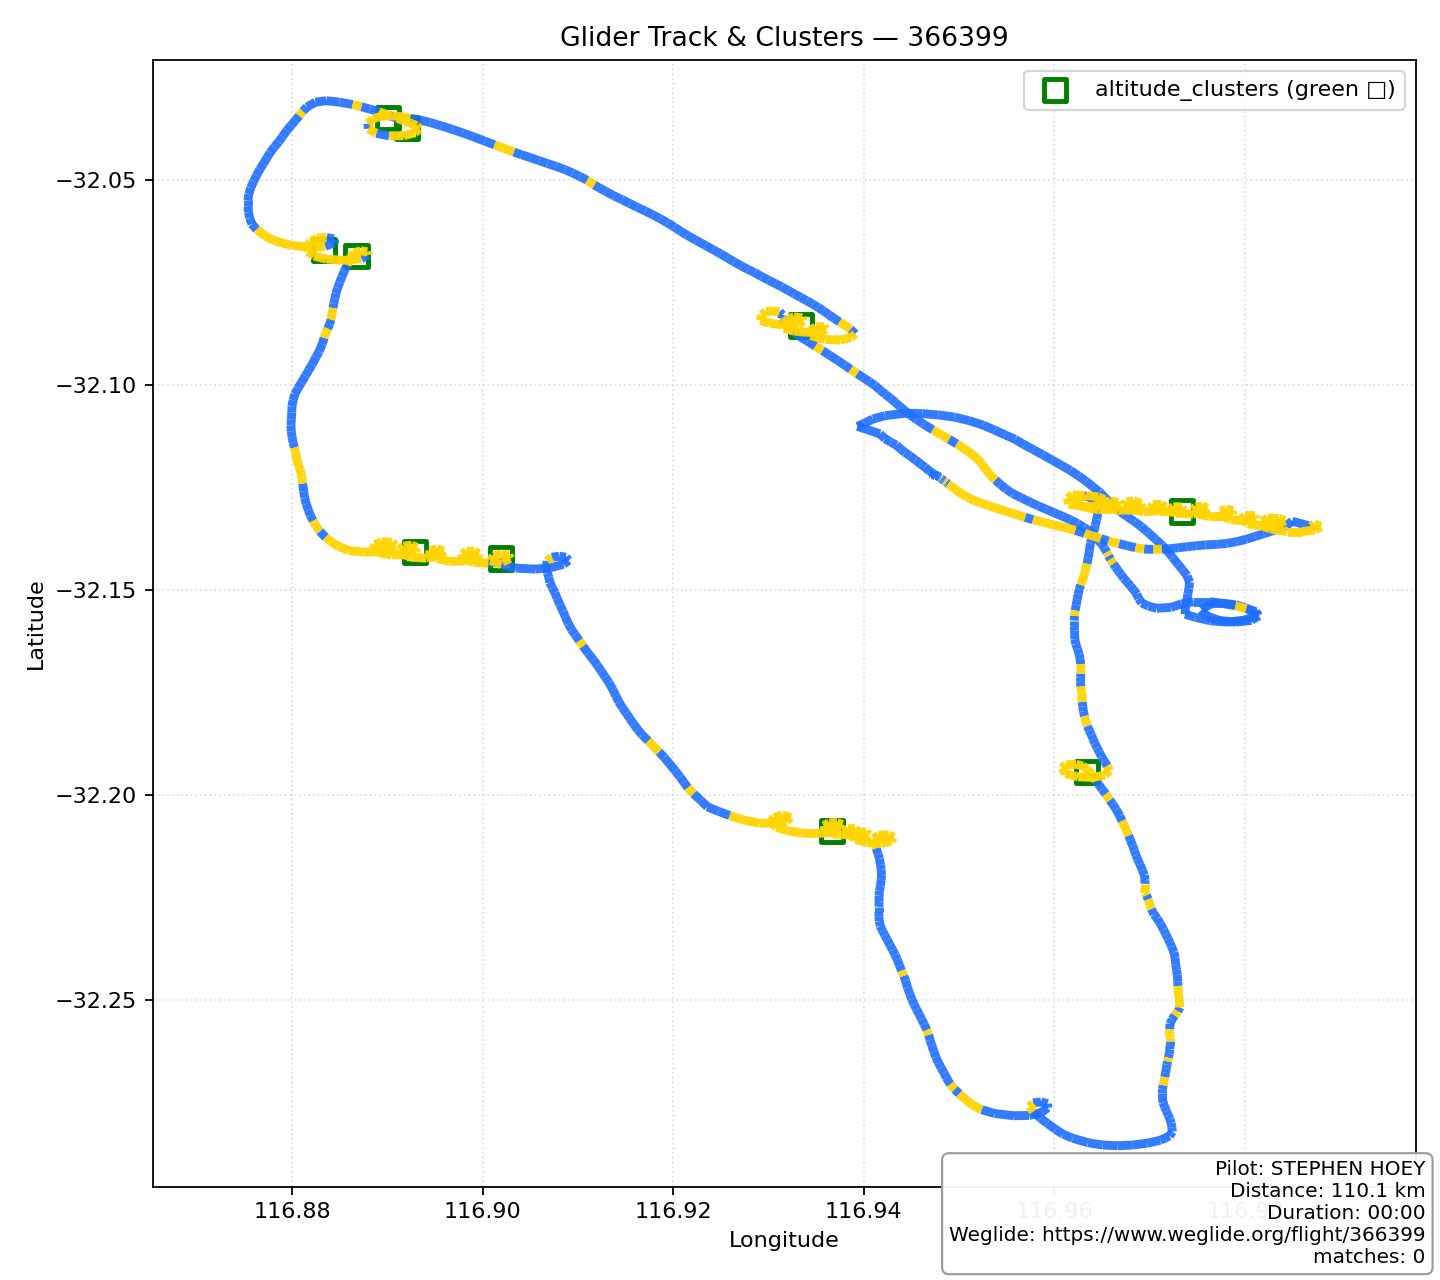 Glider Track & Clusters — 366399
altitude_clusters (green □)
Latitude
−32.05
−32.10
−32.15
−32.20
−32.25
116.88
116.90
116.92
116.94
116.96
Longitude
Pilot: STEPHEN HOEY
Distance: 110.1 km
Duration: 00:00
Weglide: https://www.weglide.org/flight/366399
matches: 0